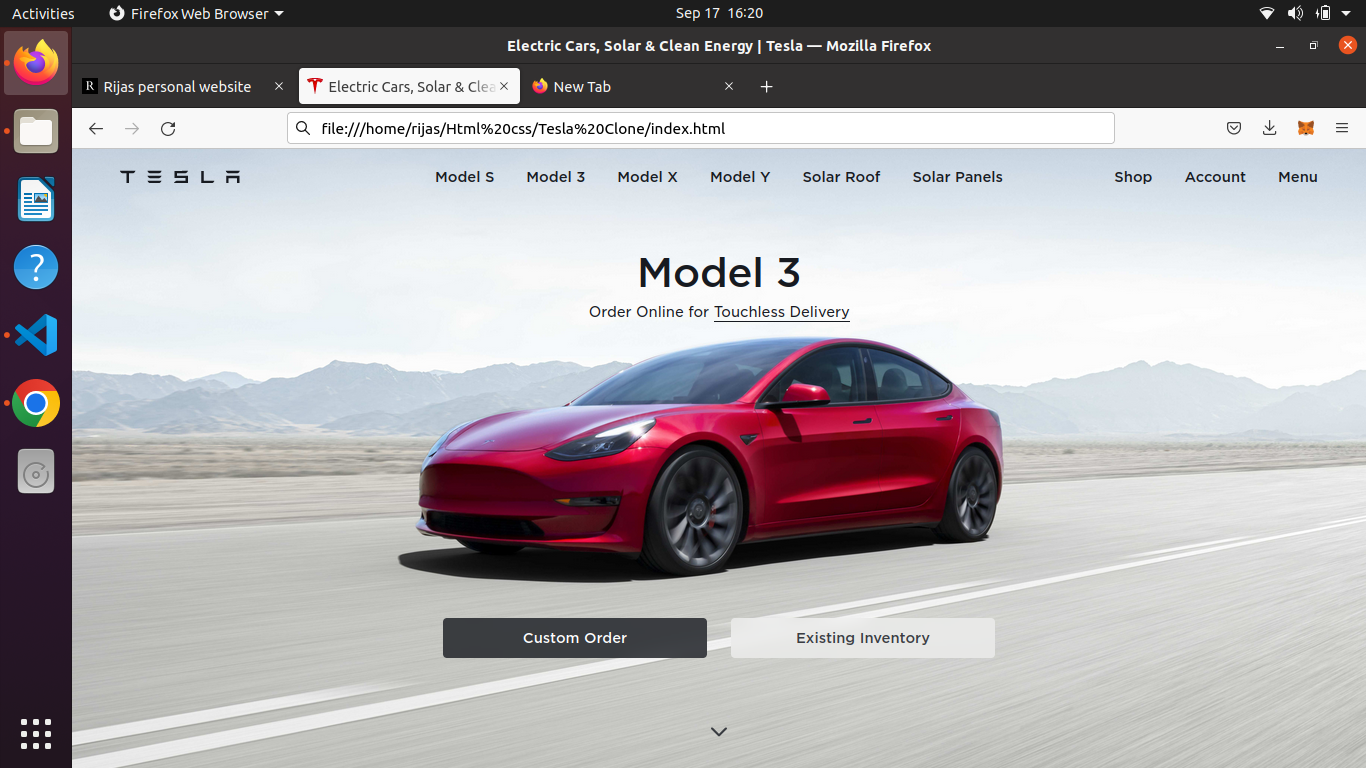 Activities Firefox Web Browser Sep 17 16:20
Electric Cars, Solar & Clean Energy | Tesla — Mozilla Firefox
R Rijas personal website Electric Cars, Solar & Clea New Tab
file:///home/rijas/Html%20css/Tesla%20Clone/index.html
TESLA Model S Model 3 Model X Model Y Solar Roof Solar Panels Shop Account Menu
Model 3
Order Online for Touchless Delivery
?
Custom Order Existing Inventory